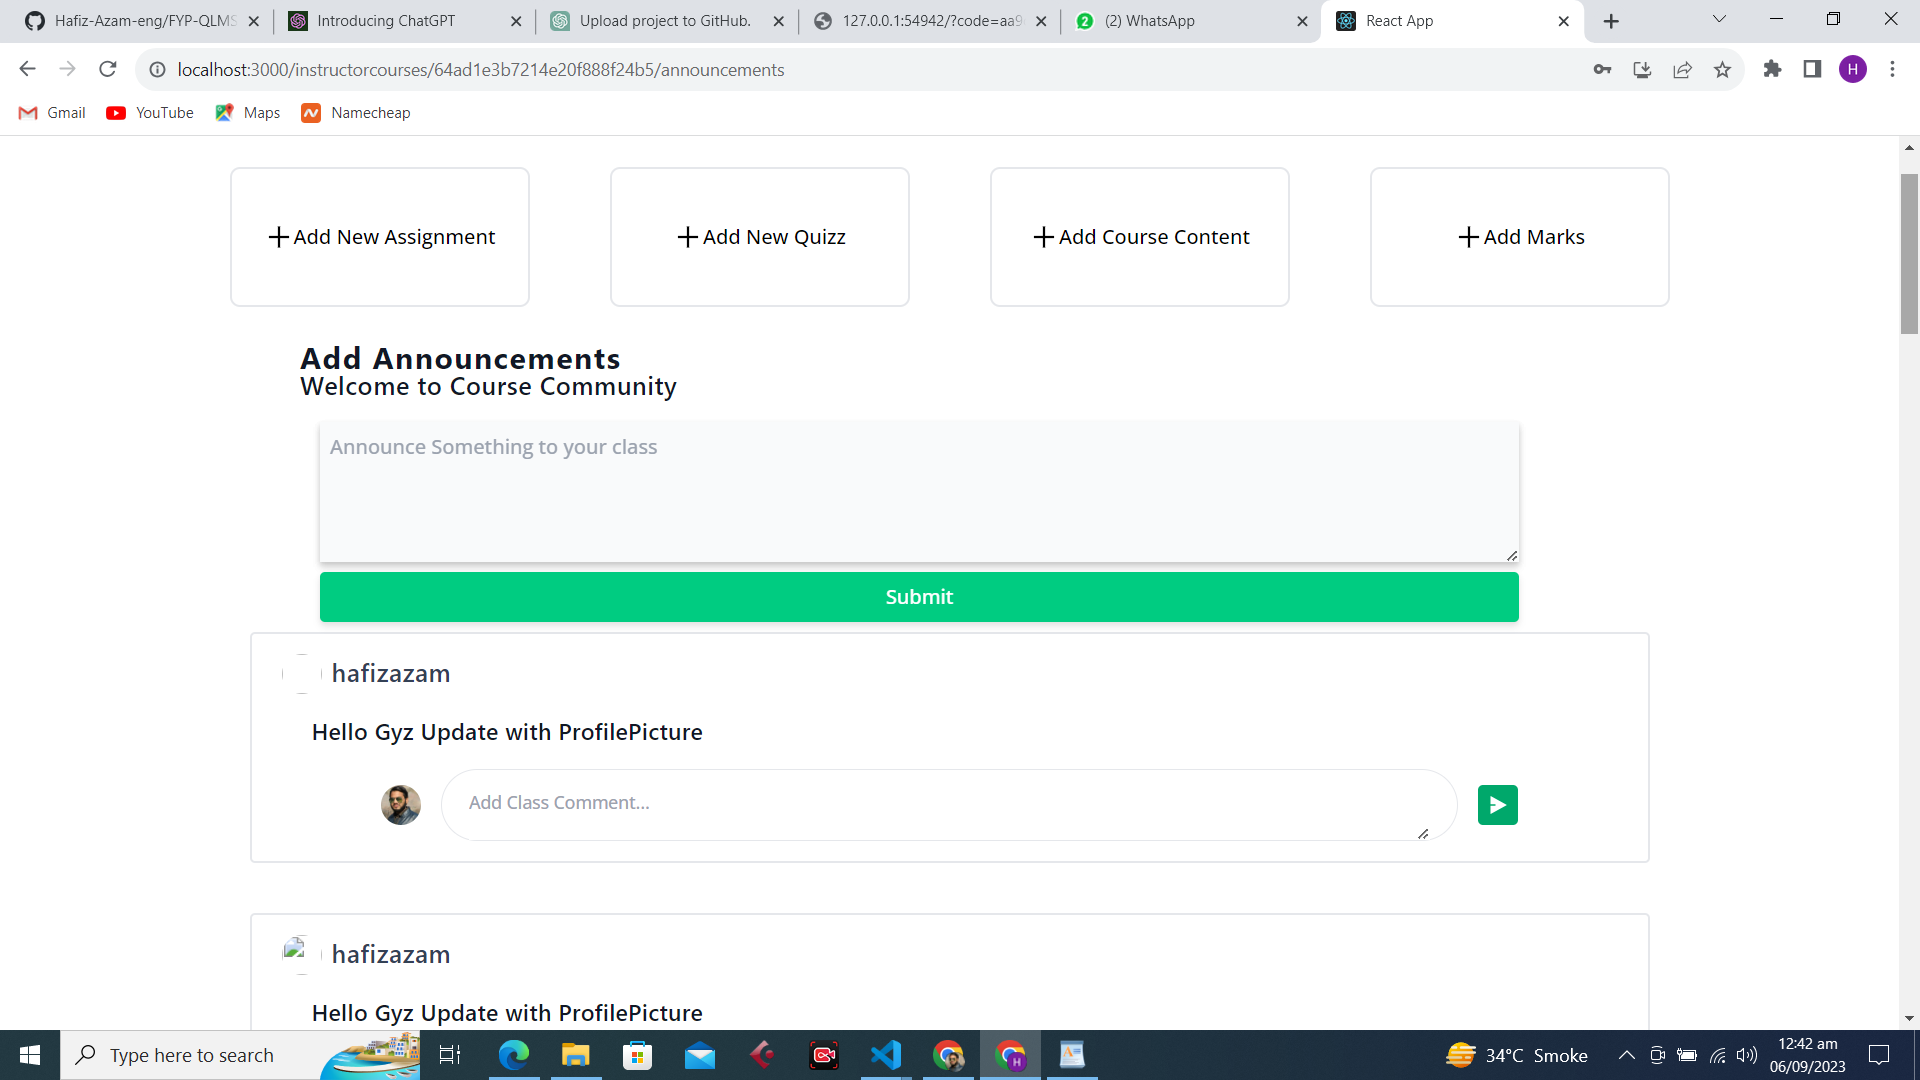 Hafiz-Azam-eng/FYP-QLMS
Introducing ChatGPT
Upload project to GitHub.
127.0.0.1:54942/?code=aa9
(2) WhatsApp
React App
localhost:3000/instructorcourses/64ad1e3b7214e20f888f24b5/announcements
H
Gmail
YouTube
Maps
Namecheap
Add New Assignment
Add New Quizz
Add Course Content
Add Marks
Add Announcements
Welcome to Course Community
Announce Something to your class
Submit
hafizazam
Hello Gyz Update with ProfilePicture
Add Class Comment...
hafizazam
Hello Gyz Update with ProfilePicture
Type here to search
34°C Smoke
12:42 am
06/09/2023